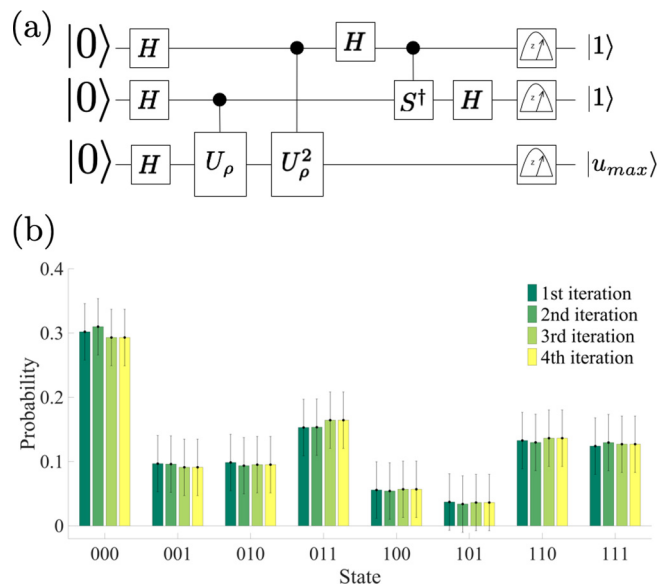 (a)
|0⟩ H H |1⟩
|0⟩ H S† H |1⟩
|0⟩ H Uρ Uρ² |u_max⟩
z
z
z
(b)
0.4
0.3
0.2
0.1
0
Probability
1st iteration
2nd iteration
3rd iteration
4th iteration
000 001 010 011 100 101 110 111
State